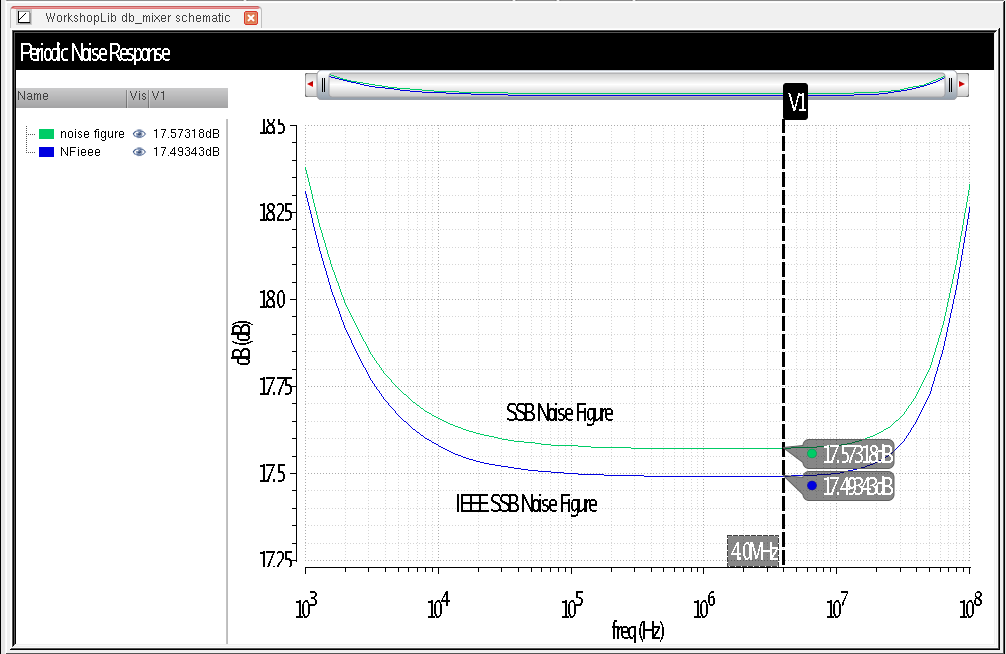 WorkshopLib db_mixer schematic
Periodic Noise Response
Name Vis V1
noise figure 17.57318dB
NFieee 17.49343dB
V1
18.5
18.25
18.0
17.75
17.5
17.25
dB (dB)
SSB Noise Figure
17.57318dB
17.49343dB
IEEE SSB Noise Figure
4.0MHz
10^3 10^4 10^5 10^6 10^7 10^8
freq (Hz)